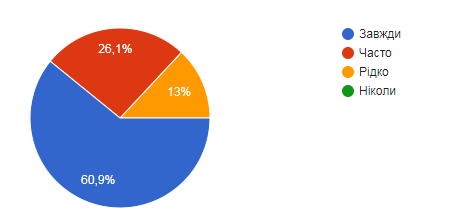 26,1%
13%
60,9%
Завжди
Часто
Рідко
Ніколи